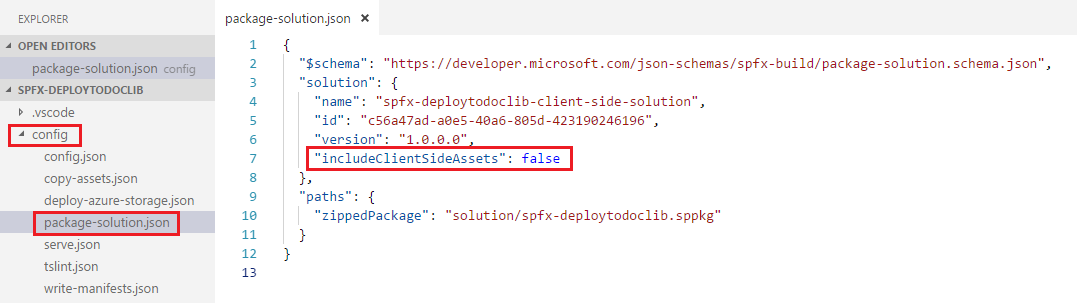 EXPLORER
OPEN EDITORS
package-solution.json config
SPFX-DEPLOYTODOCLIB
.vscode
config
config.json
copy-assets.json
deploy-azure-storage.json
package-solution.json
serve.json
tslint.json
write-manifests.json
package-solution.json ×
1 {
2 "$schema": "https://developer.microsoft.com/json-schemas/spfx-build/package-solution.schema.json",
3 "solution": {
4 "name": "spfx-deploytodoclib-client-side-solution",
5 "id": "c56a47ad-a0e5-40a6-805d-423190246196",
6 "version": "1.0.0.0",
7 "includeClientSideAssets": false
8 },
9 "paths": {
10 "zippedPackage": "solution/spfx-deploytodoclib.sppkg"
11 }
12 }
13